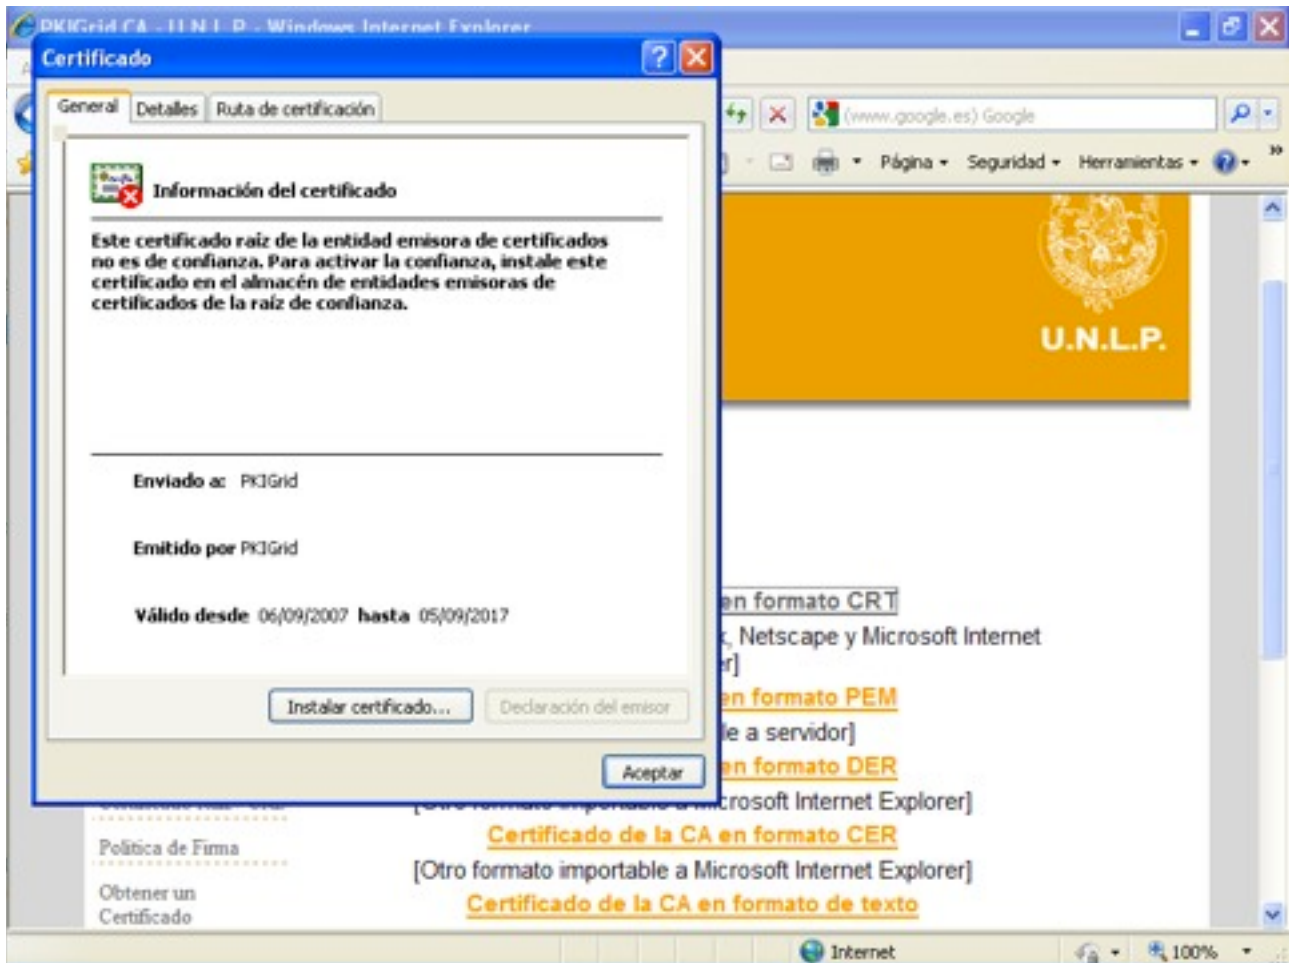 PKIGrid CA - U.N.L.P. - Windows Internet Explorer
Certificado
General Detalles Ruta de certificación
(www.google.es) Google
Página Seguridad Herramientas
Información del certificado
Este certificado raíz de la entidad emisora de certificados
no es de confianza. Para activar la confianza, instale este
certificado en el almacén de entidades emisoras de
certificados de la raíz de confianza.
U.N.L.P.
Enviado a: PKIGrid
Emitido por PKIGrid
Válido desde 06/09/2007 hasta 05/09/2017
Instalar certificado... Declaración del emisor
Aceptar
en formato CRT
, Netscape y Microsoft Internet
r]
en formato PEM
le a servidor]
en formato DER
[Otro formato importable a Microsoft Internet Explorer]
Certificado de la CA en formato CER
[Otro formato importable a Microsoft Internet Explorer]
Certificado de la CA en formato de texto
Política de Firma
Obtener un
Certificado
Internet
100%